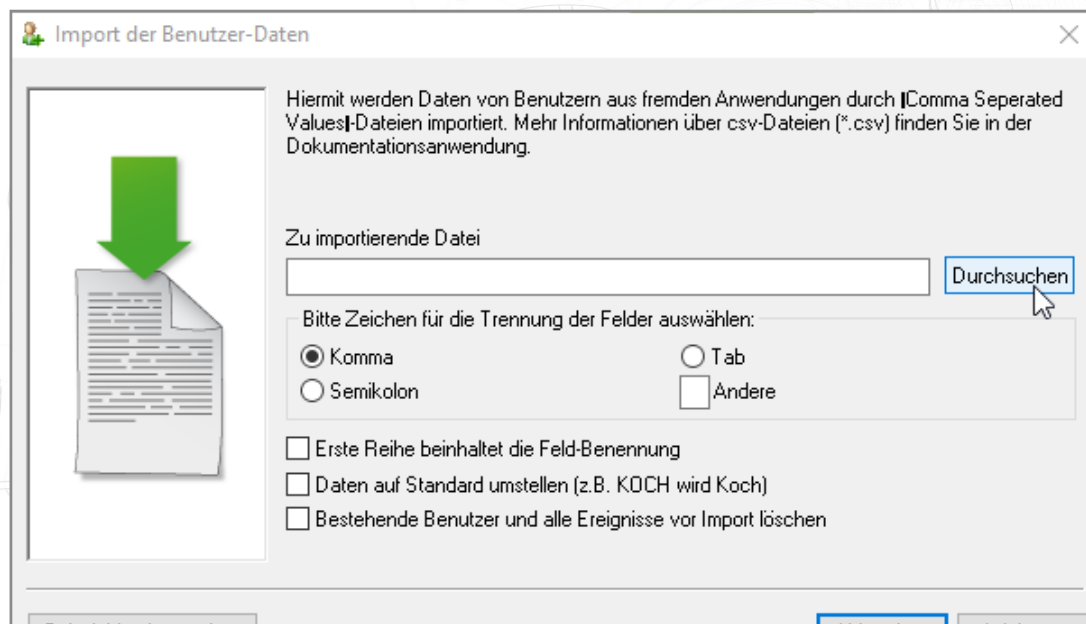 Import der Benutzer-Daten
Hiermit werden Daten von Benutzern aus fremden Anwendungen durch |Comma Seperated
Values|-Dateien importiert. Mehr Informationen über csv-Dateien (*.csv) finden Sie in der
Dokumentationsanwendung.
Zu importierende Datei
Durchsuchen
Bitte Zeichen für die Trennung der Felder auswählen:
Komma Tab
Semikolon Andere
Erste Reihe beinhaltet die Feld-Benennung
Daten auf Standard umstellen (z.B. KOCH wird Koch)
Bestehende Benutzer und alle Ereignisse vor Import löschen